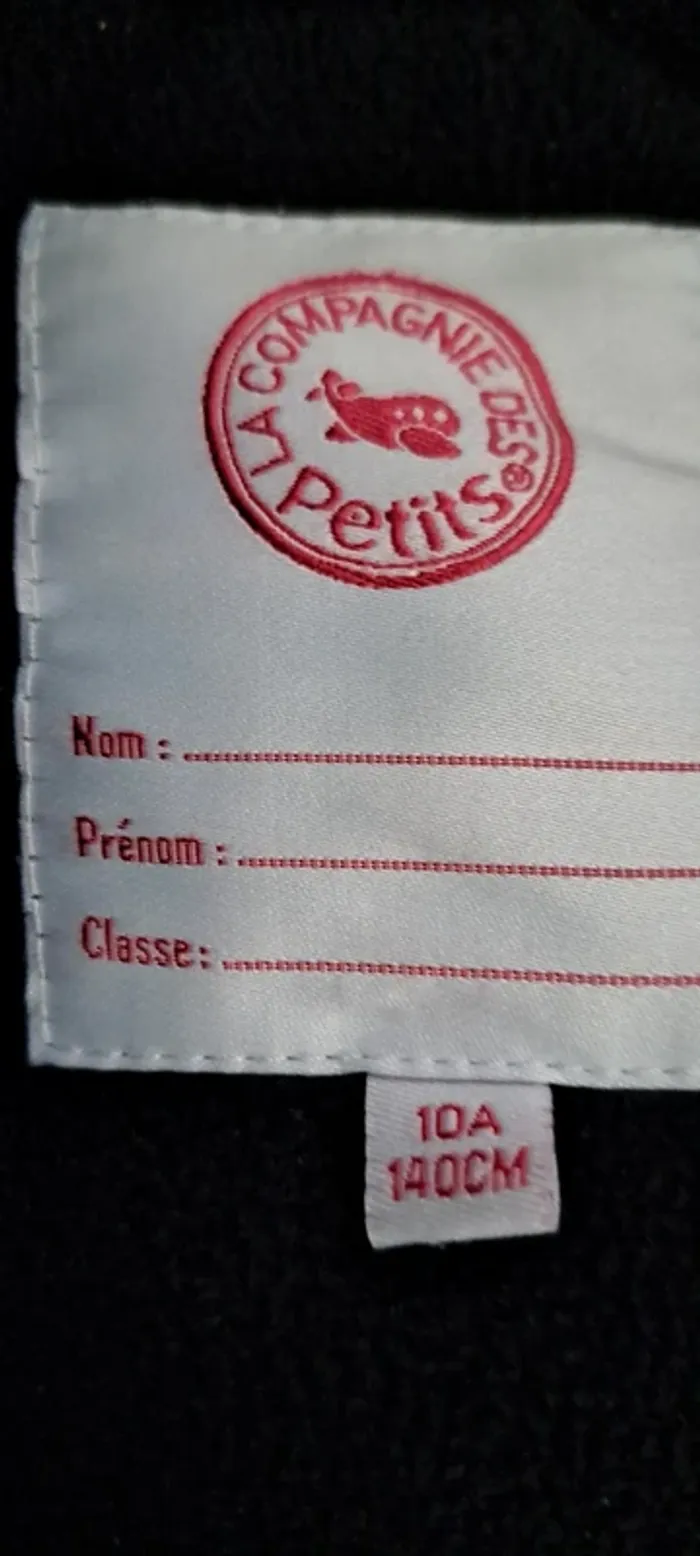 LA COMPAGNIE DES
Petits®
Nom :
Prénom :
Classe :
10A
140CM